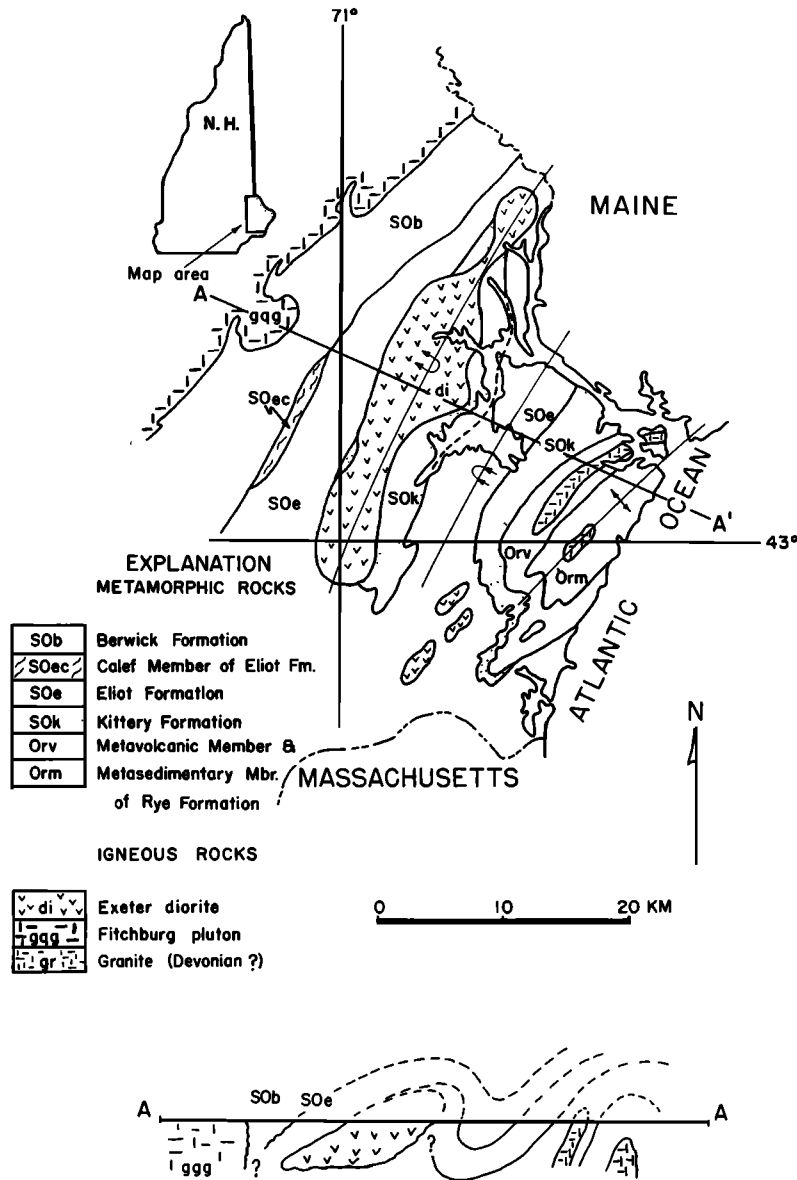 71°
N.H.
MAINE
SOb
Map area
A
gqg
di
SOec
SOe
SOk
SOe
SOk
OCEAN
A'
43°
Orv
Orm
ATLANTIC
N
MASSACHUSETTS
EXPLANATION
METAMORPHIC ROCKS
SOb Berwick Formation
SOec Calef Member of Eliot Fm.
SOe Eliot Formation
SOk Kittery Formation
Orv Metavolcanic Member &
Orm Metasedimentary Mbr.
of Rye Formation
IGNEOUS ROCKS
di Exeter diorite
gqg Fitchburg pluton
gr Granite (Devonian ?)
0 10 20 KM
SOb SOe
A A
?
?
ggg